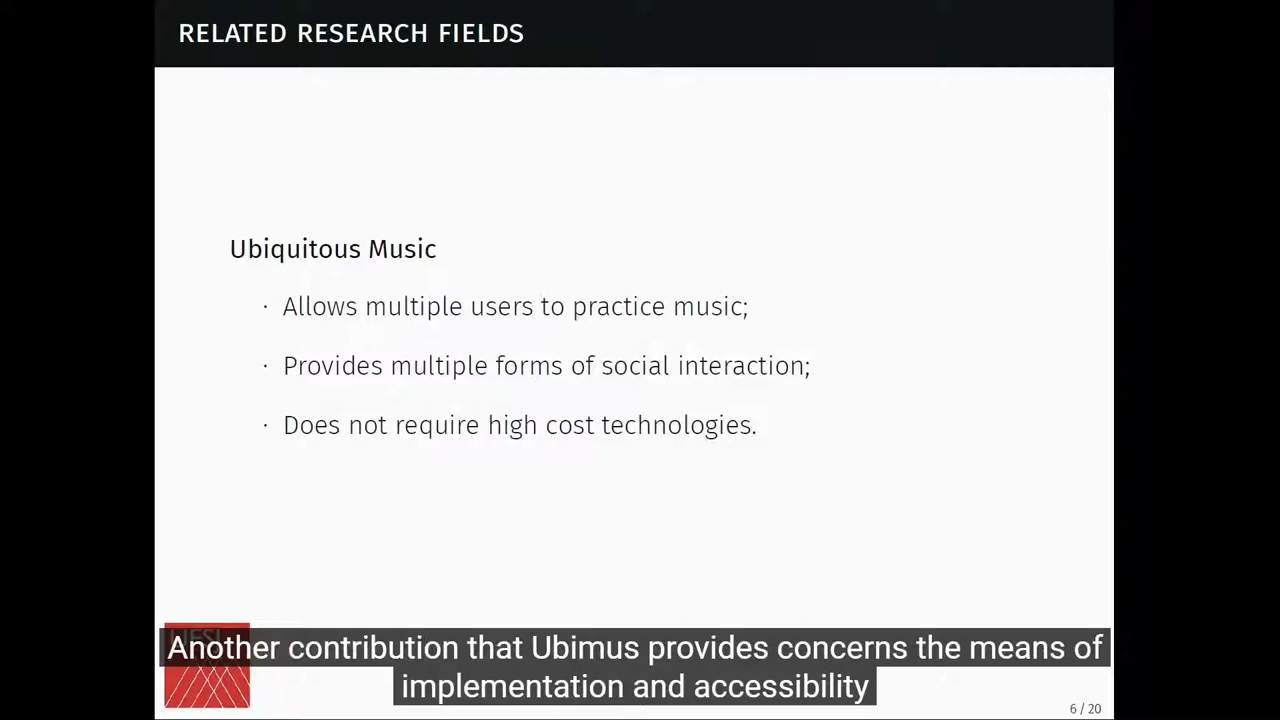 RELATED RESEARCH FIELDS
Ubiquitous Music
· Allows multiple users to practice music;
· Provides multiple forms of social interaction;
· Does not require high cost technologies.
Another contribution that Ubimus provides concerns the means of
implementation and accessibility
6 / 20